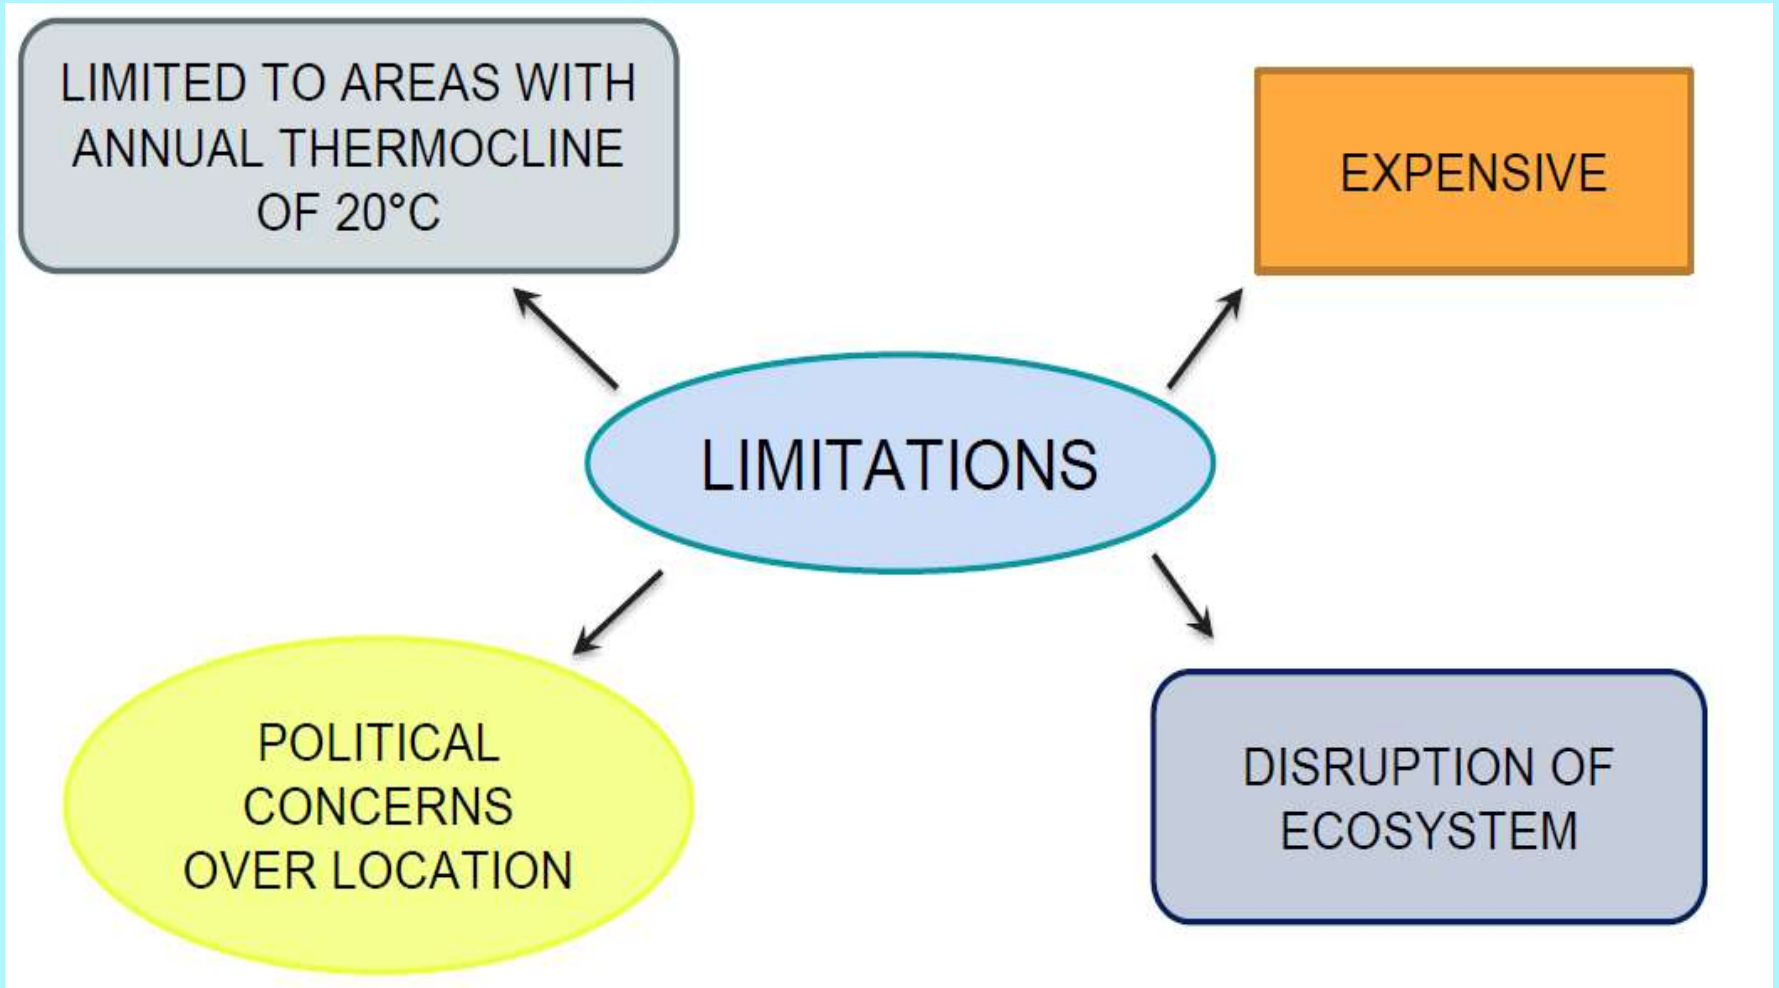 LIMITED TO AREAS WITH
ANNUAL THERMOCLINE
OF 20°C
EXPENSIVE
LIMITATIONS
POLITICAL
CONCERNS
OVER LOCATION
DISRUPTION OF
ECOSYSTEM